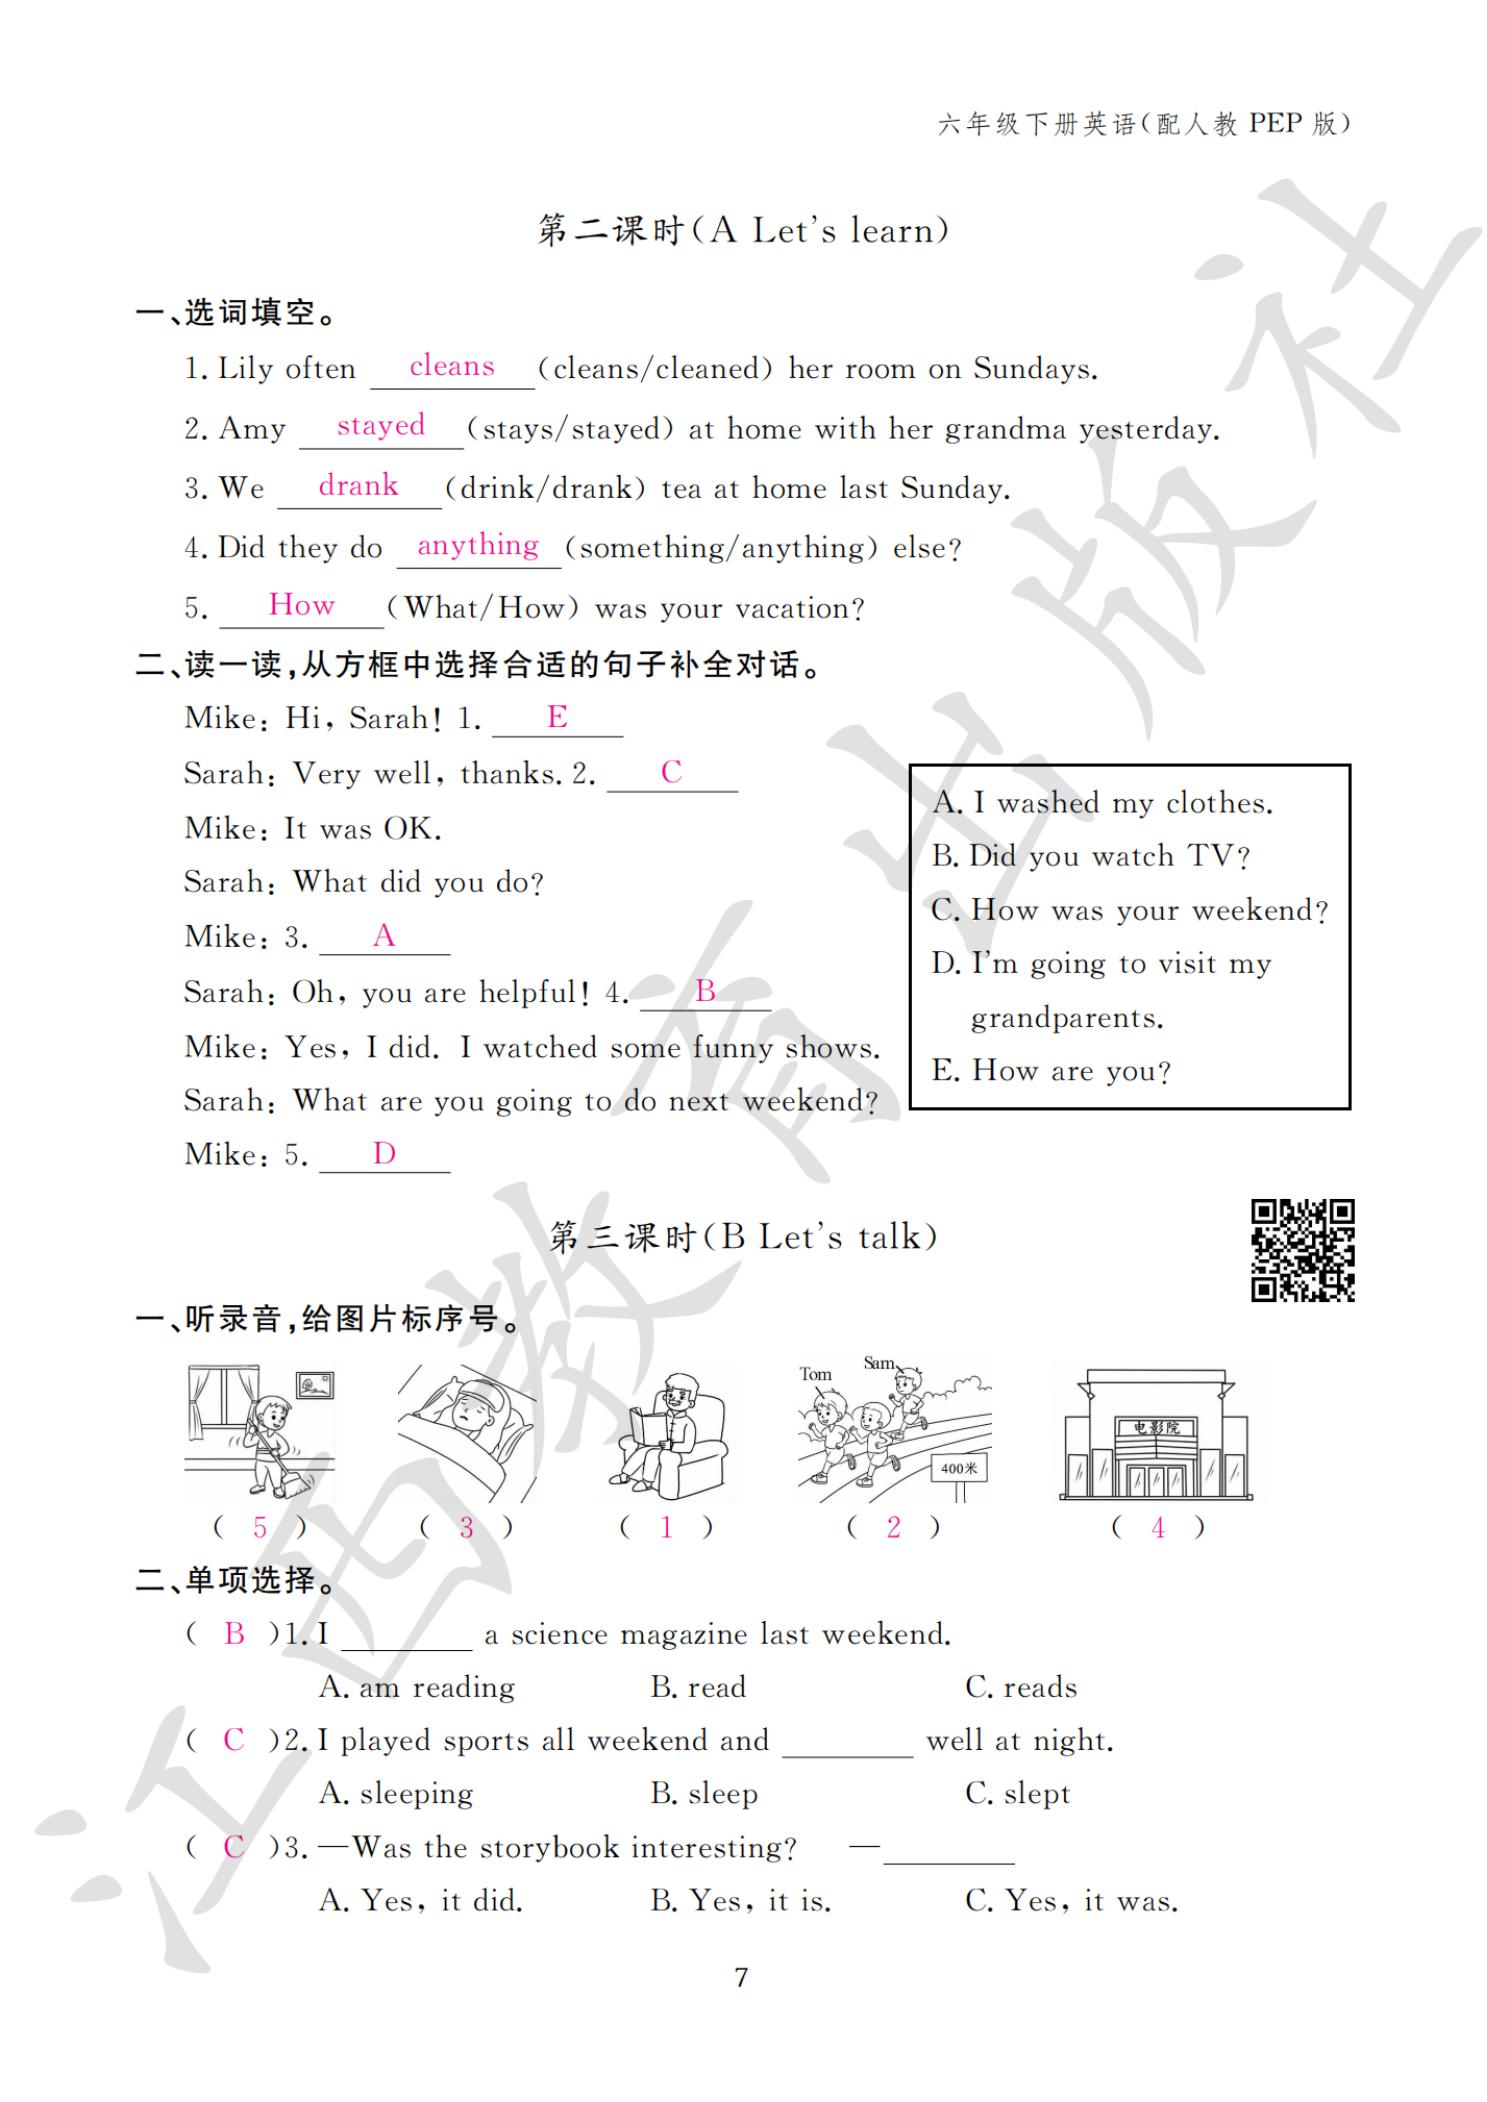 六年级下册英语(配人教 PEP 版)
第二课时(A Let's learn)
一、选词填空。
1. Lily often cleans (cleans/cleaned) her room on Sundays.
2. Amy stayed (stays/stayed) at home with her grandma yesterday.
3. We drank (drink/drank) tea at home last Sunday.
4. Did they do anything (something/anything) else?
5. How (What/How) was your vacation?
二、读一读,从方框中选择合适的句子补全对话。
Mike: Hi, Sarah! 1. E
Sarah: Very well, thanks. 2. C
Mike: It was OK.
Sarah: What did you do?
Mike: 3. A
Sarah: Oh, you are helpful! 4. B
Mike: Yes, I did. I watched some funny shows.
Sarah: What are you going to do next weekend?
Mike: 5. D
A. I washed my clothes.
B. Did you watch TV?
C. How was your weekend?
D. I'm going to visit my
grandparents.
E. How are you?
第三课时(B Let's talk)
一、听录音,给图片标序号。
Tom Sam
400米
电影院
( 5 ) ( 3 ) ( 1 ) ( 2 ) ( 4 )
二、单项选择。
( B )1. I ________ a science magazine last weekend.
A. am reading B. read C. reads
( C )2. I played sports all weekend and ________ well at night.
A. sleeping B. sleep C. slept
( C )3. —Was the storybook interesting? —________
A. Yes, it did. B. Yes, it is. C. Yes, it was.
7
江西教育出版社